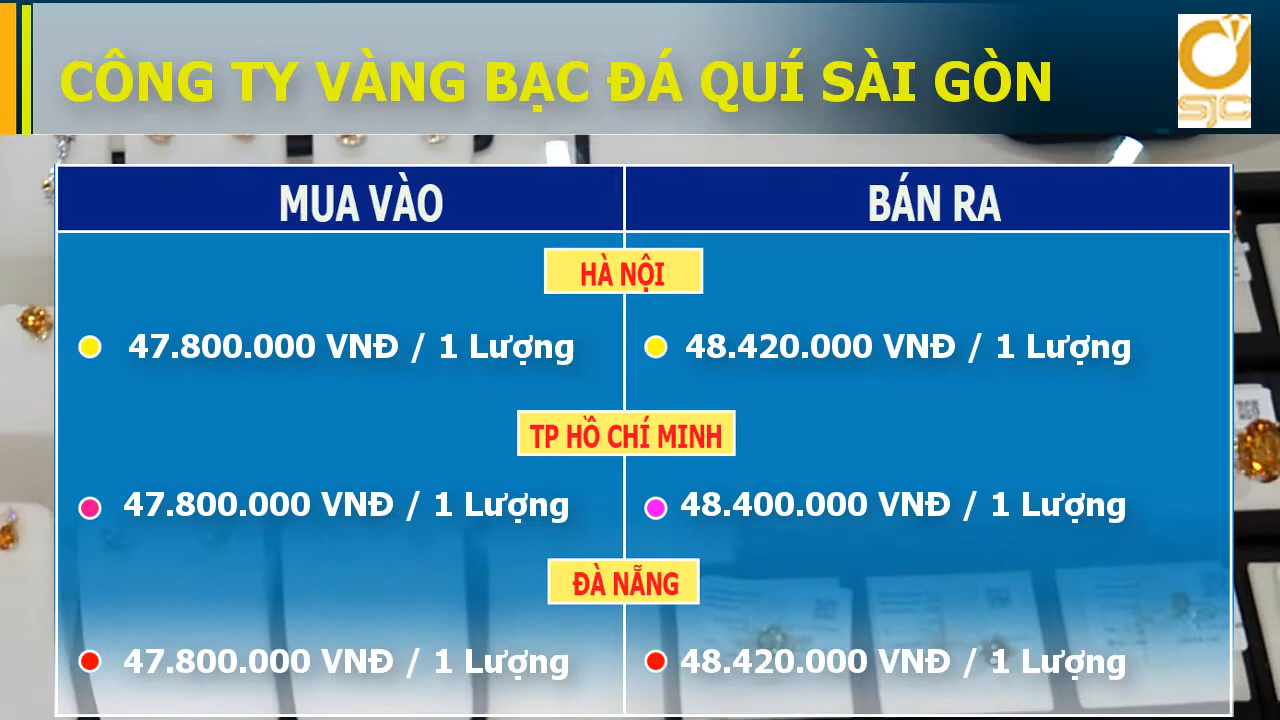 CÔNG TY VÀNG BẠC ĐÁ QUÍ SÀI GÒN
SJC
MUA VÀO BÁN RA
HÀ NỘI
47.800.000 VNĐ / 1 Lượng 48.420.000 VNĐ / 1 Lượng
TP HỒ CHÍ MINH
47.800.000 VNĐ / 1 Lượng 48.400.000 VNĐ / 1 Lượng
ĐÀ NẴNG
47.800.000 VNĐ / 1 Lượng 48.420.000 VNĐ / 1 Lượng